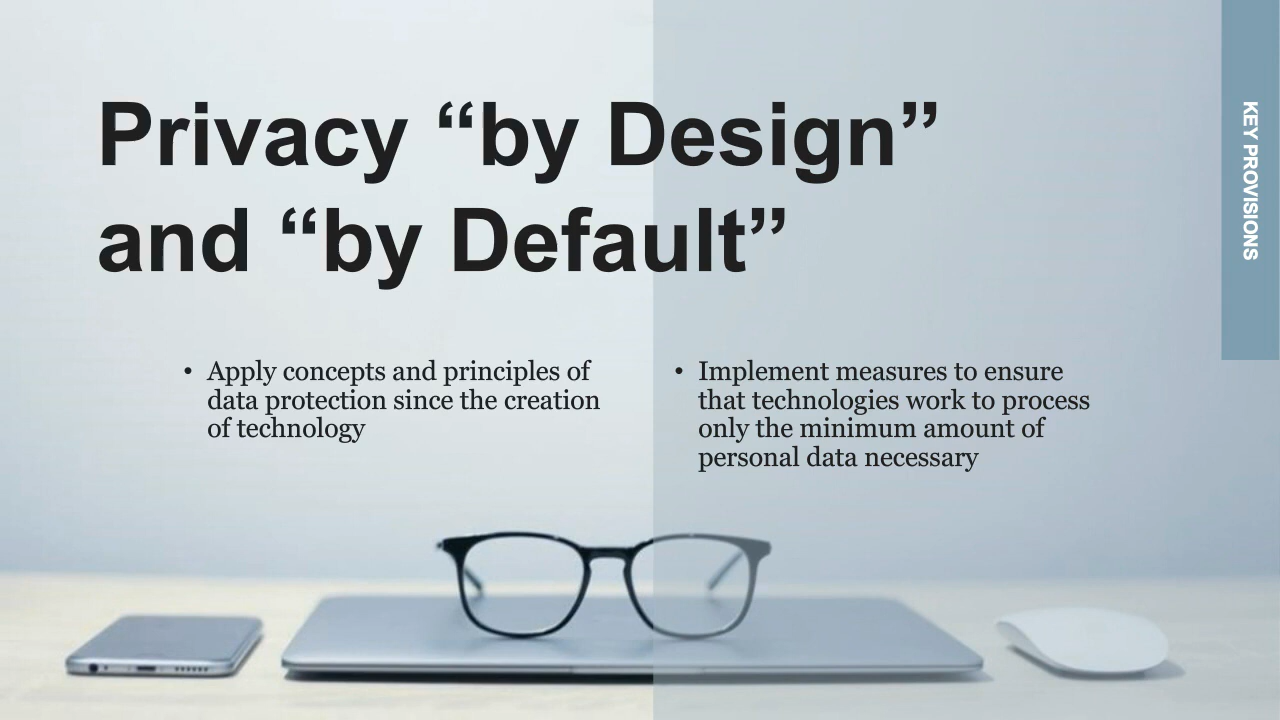 Privacy “by Design”
and “by Default”
• Apply concepts and principles of
data protection since the creation
of technology
• Implement measures to ensure
that technologies work to process
only the minimum amount of
personal data necessary
KEY PROVISIONS